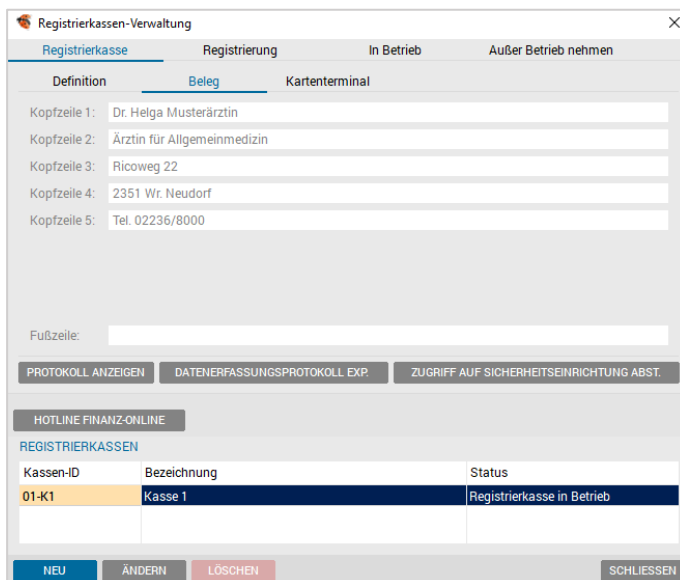 Registrierkassen-Verwaltung
Registrierkasse Registrierung In Betrieb Außer Betrieb nehmen
Definition Beleg Kartenterminal
Kopfzeile 1: Dr. Helga Musterärztin
Kopfzeile 2: Ärztin für Allgemeinmedizin
Kopfzeile 3: Ricoweg 22
Kopfzeile 4: 2351 Wr. Neudorf
Kopfzeile 5: Tel. 02236/8000
Fußzeile:
PROTOKOLL ANZEIGEN DATENERFASSUNGSPROTOKOLL EXP. ZUGRIFF AUF SICHERHEITSEINRICHTUNG ABST.
HOTLINE FINANZ-ONLINE
REGISTRIERKASSEN
Kassen-ID Bezeichnung Status
01-K1 Kasse 1 Registrierkasse in Betrieb
NEU ÄNDERN LÖSCHEN SCHLIESSEN